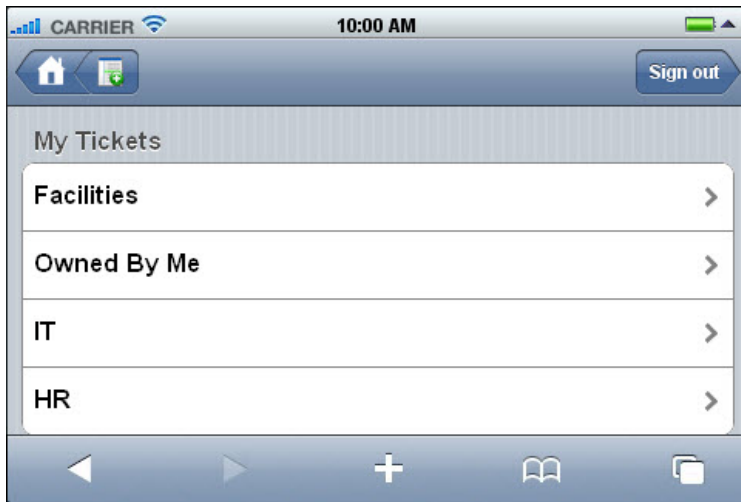 CARRIER 10:00 AM
Sign out
My Tickets
Facilities
Owned By Me
IT
HR